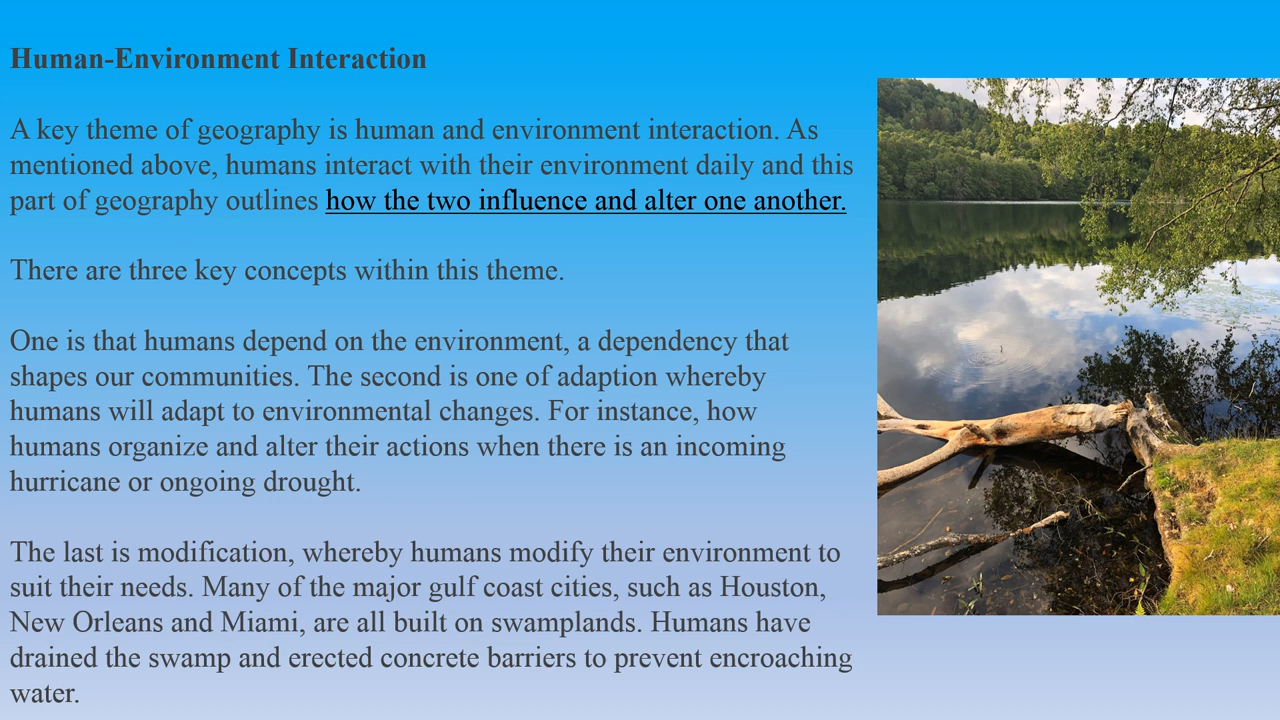 Human-Environment Interaction
A key theme of geography is human and environment interaction. As
mentioned above, humans interact with their environment daily and this
part of geography outlines how the two influence and alter one another.
There are three key concepts within this theme.
One is that humans depend on the environment, a dependency that
shapes our communities. The second is one of adaption whereby
humans will adapt to environmental changes. For instance, how
humans organize and alter their actions when there is an incoming
hurricane or ongoing drought.
The last is modification, whereby humans modify their environment to
suit their needs. Many of the major gulf coast cities, such as Houston,
New Orleans and Miami, are all built on swamplands. Humans have
drained the swamp and erected concrete barriers to prevent encroaching
water.